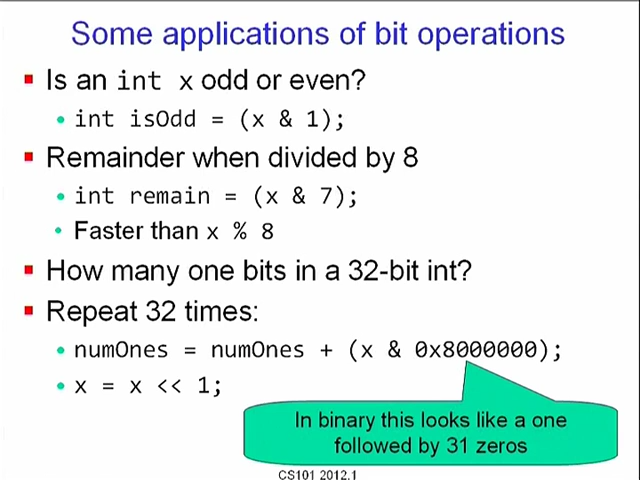 Some applications of bit operations
Is an int x odd or even?
int isOdd = (x & 1);
Remainder when divided by 8
int remain = (x & 7);
Faster than x % 8
How many one bits in a 32-bit int?
Repeat 32 times:
numOnes = numOnes + (x & 0x8000000);
x = x << 1;
In binary this looks like a one
followed by 31 zeros
CS101 2012.1